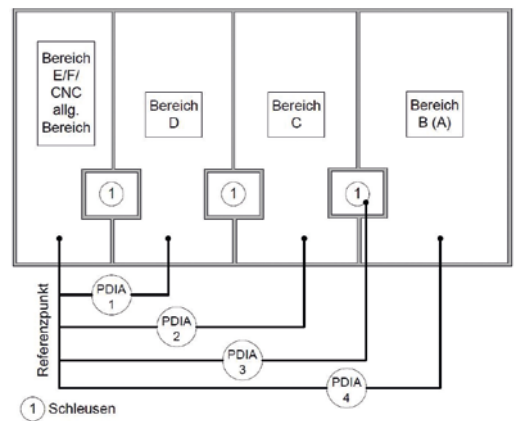 Bereich
E/F/
CNC
allg.
Bereich
Bereich
D
Bereich
C
Bereich
B (A)
1
1
1
Referenzpunkt
PDIA
1
PDIA
2
PDIA
3
PDIA
4
1 Schleusen